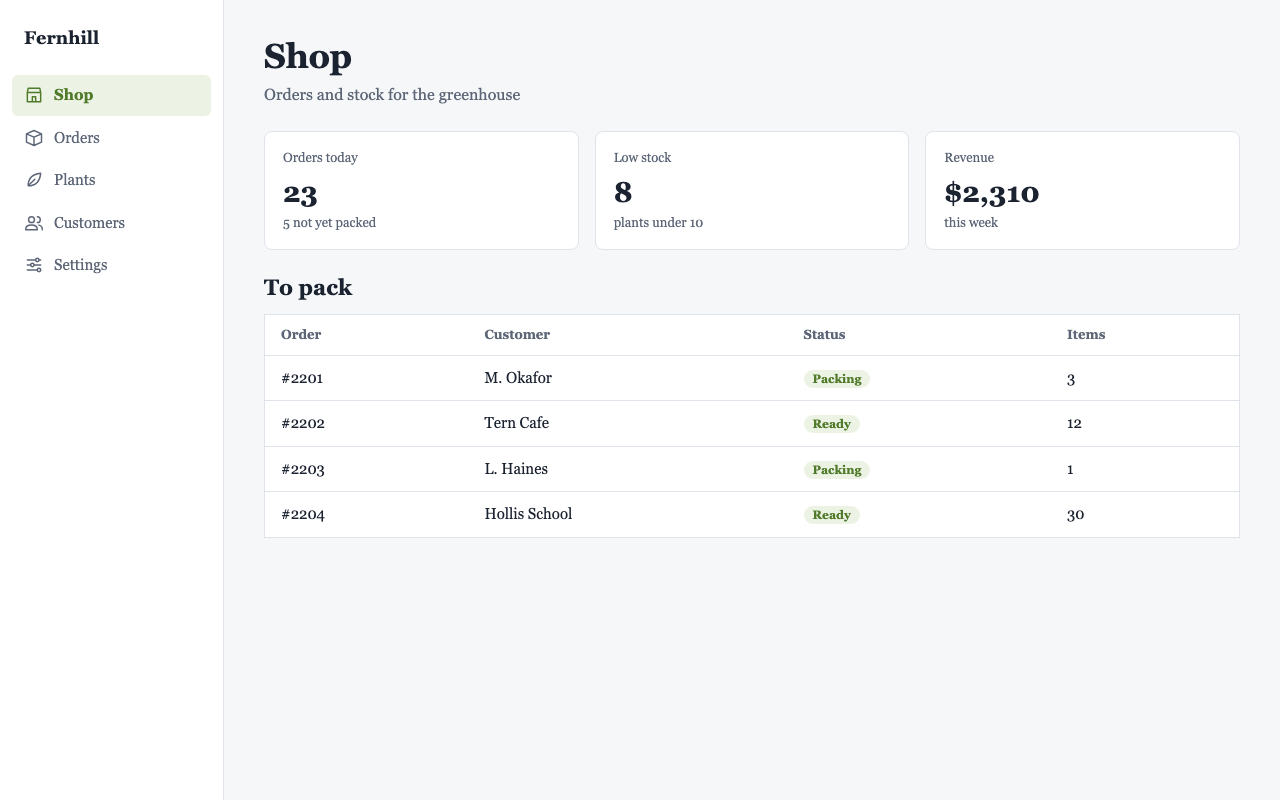 Fernhill
Shop
Orders
Plants
Customers
Settings
Shop
Orders and stock for the greenhouse
Orders today
23
5 not yet packed
Low stock
8
plants under 10
Revenue
$2,310
this week
To pack
Order Customer Status Items
#2201 M. Okafor Packing 3
#2202 Tern Cafe Ready 12
#2203 L. Haines Packing 1
#2204 Hollis School Ready 30